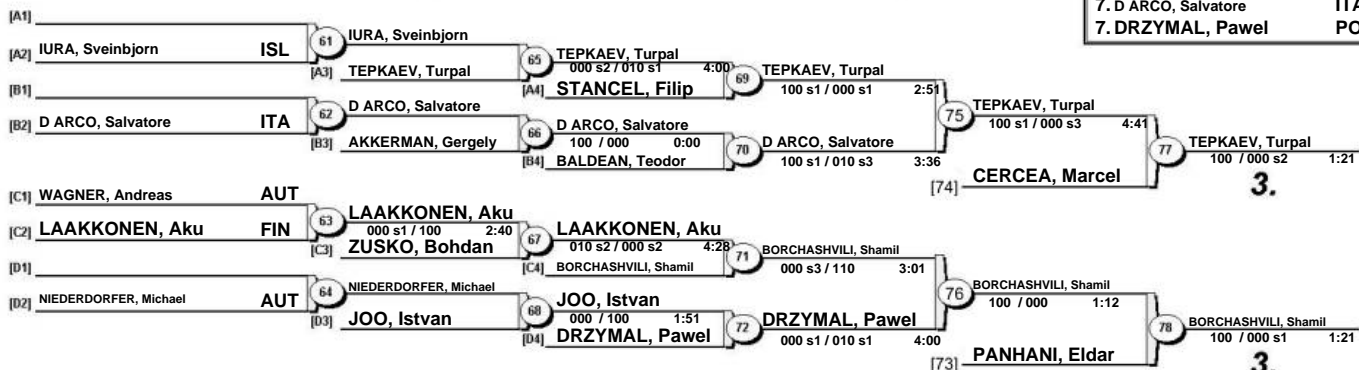 7. D ARCO, Salvatore ITA
7. DRZYMAL, Pawel PO
[A1]
[A2] IURA, Sveinbjorn ISL
61 IURA, Sveinbjorn
[A3] TEPKAEV, Turpal
65 TEPKAEV, Turpal
000 s2 / 010 s1 4:00
[A4] STANCEL, Filip
69 TEPKAEV, Turpal
100 s1 / 000 s1 2:51
[B1]
[B2] D ARCO, Salvatore ITA
62 D ARCO, Salvatore
[B3] AKKERMAN, Gergely
66 D ARCO, Salvatore
100 / 000 0:00
[B4] BALDEAN, Teodor
70 D ARCO, Salvatore
100 s1 / 010 s3 3:36
75 TEPKAEV, Turpal
100 s1 / 000 s3 4:41
[74] CERCEA, Marcel
77 TEPKAEV, Turpal
100 / 000 s2 1:21
3.
[C1] WAGNER, Andreas AUT
[C2] LAAKKONEN, Aku FIN
63 LAAKKONEN, Aku
000 s1 / 100 2:40
[C3] ZUSKO, Bohdan
67 LAAKKONEN, Aku
010 s2 / 000 s2 4:28
[C4] BORCHASHVILI, Shamil
71 BORCHASHVILI, Shamil
000 s3 / 110 3:01
[D1]
[D2] NIEDERDORFER, Michael AUT
64 NIEDERDORFER, Michael
[D3] JOO, Istvan
68 JOO, Istvan
000 / 100 1:51
[D4] DRZYMAL, Pawel
72 DRZYMAL, Pawel
000 s1 / 010 s1 4:00
76 BORCHASHVILI, Shamil
100 / 000 1:12
[73] PANHANI, Eldar
78 BORCHASHVILI, Shamil
100 / 000 s1 1:21
3.